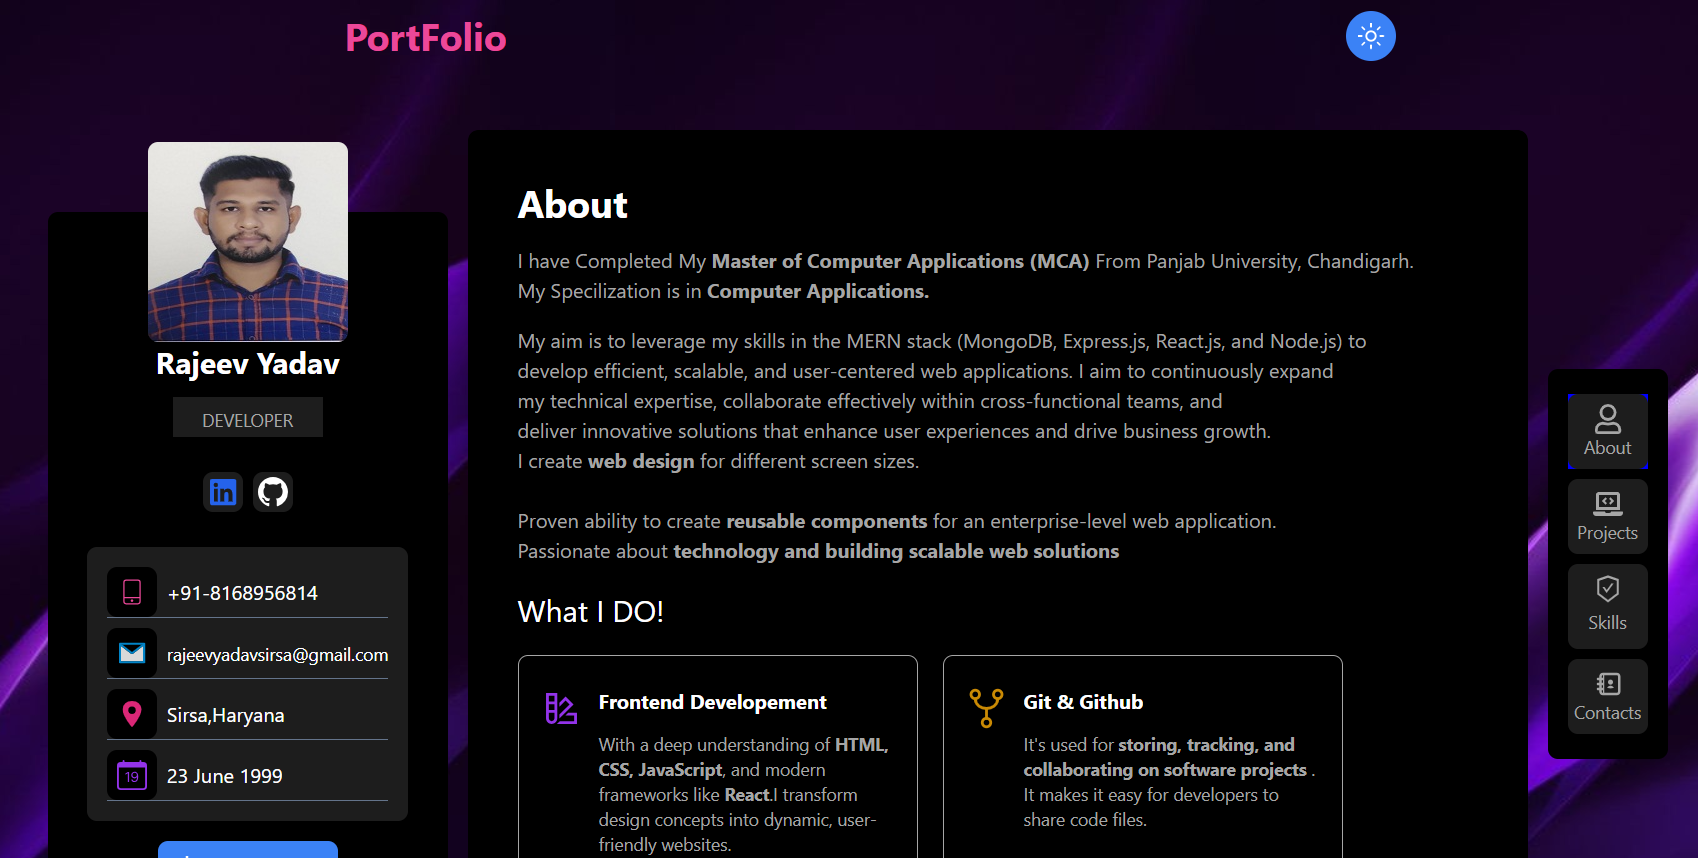 PortFolio
Rajeev Yadav
DEVELOPER
+91-8168956814
rajeevyadavsirsa@gmail.com
Sirsa,Haryana
19
23 June 1999
About
I have Completed My Master of Computer Applications (MCA) From Panjab University, Chandigarh.
My Specilization is in Computer Applications.
My aim is to leverage my skills in the MERN stack (MongoDB, Express.js, React.js, and Node.js) to
develop efficient, scalable, and user-centered web applications. I aim to continuously expand
my technical expertise, collaborate effectively within cross-functional teams, and
deliver innovative solutions that enhance user experiences and drive business growth.
I create web design for different screen sizes.
Proven ability to create reusable components for an enterprise-level web application.
Passionate about technology and building scalable web solutions
What I DO!
Frontend Developement
With a deep understanding of HTML,
CSS, JavaScript, and modern
frameworks like React.I transform
design concepts into dynamic, user-
friendly websites.
Git & Github
It's used for storing, tracking, and
collaborating on software projects .
It makes it easy for developers to
share code files.
About
Projects
Skills
Contacts